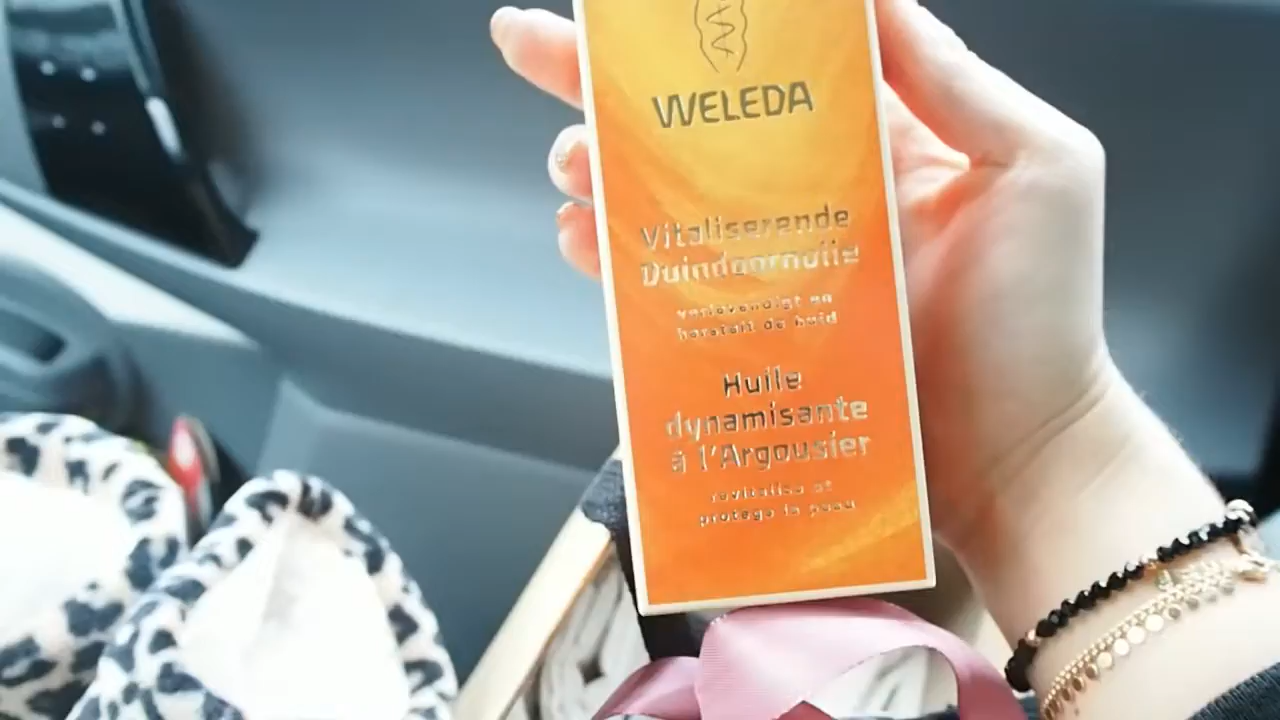 WELEDA
Vitaliserende
Duindoornolie
verlevendigt en
herstelt de huid
Huile
dynamisante
à l'Argousier
revitalise et
protège la peau